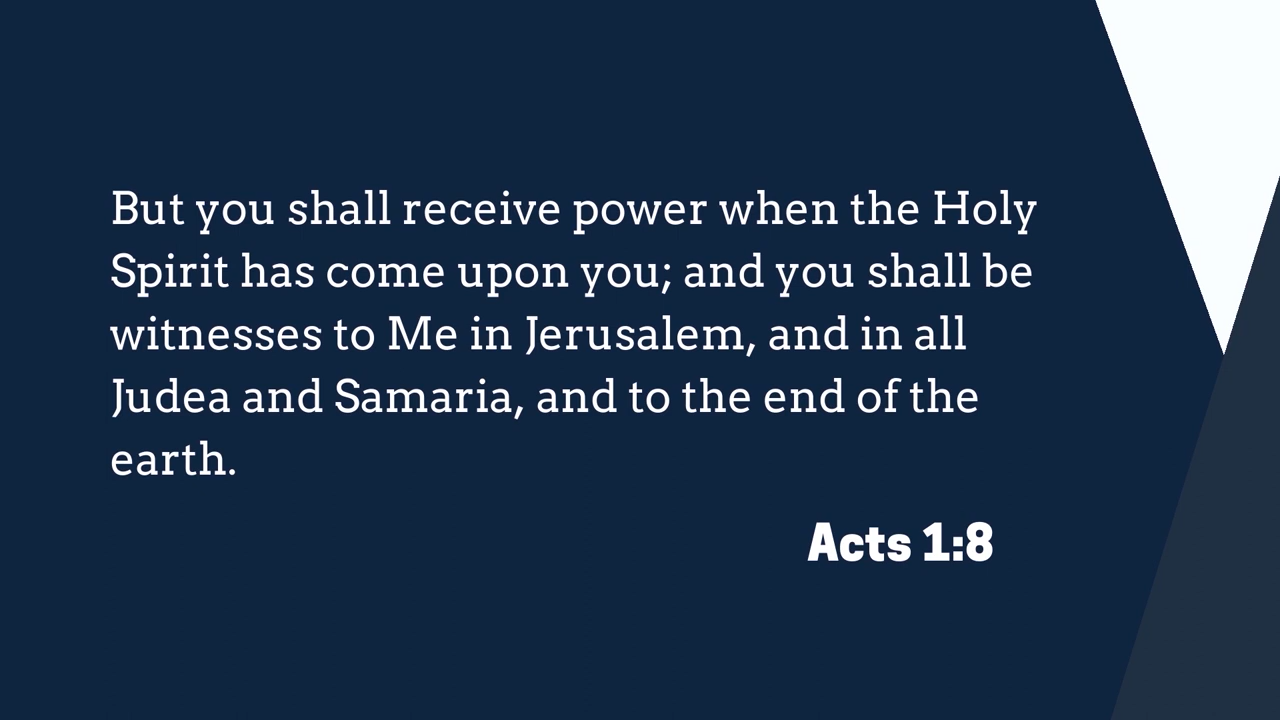 But you shall receive power when the Holy
Spirit has come upon you; and you shall be
witnesses to Me in Jerusalem, and in all
Judea and Samaria, and to the end of the
earth.
Acts 1:8